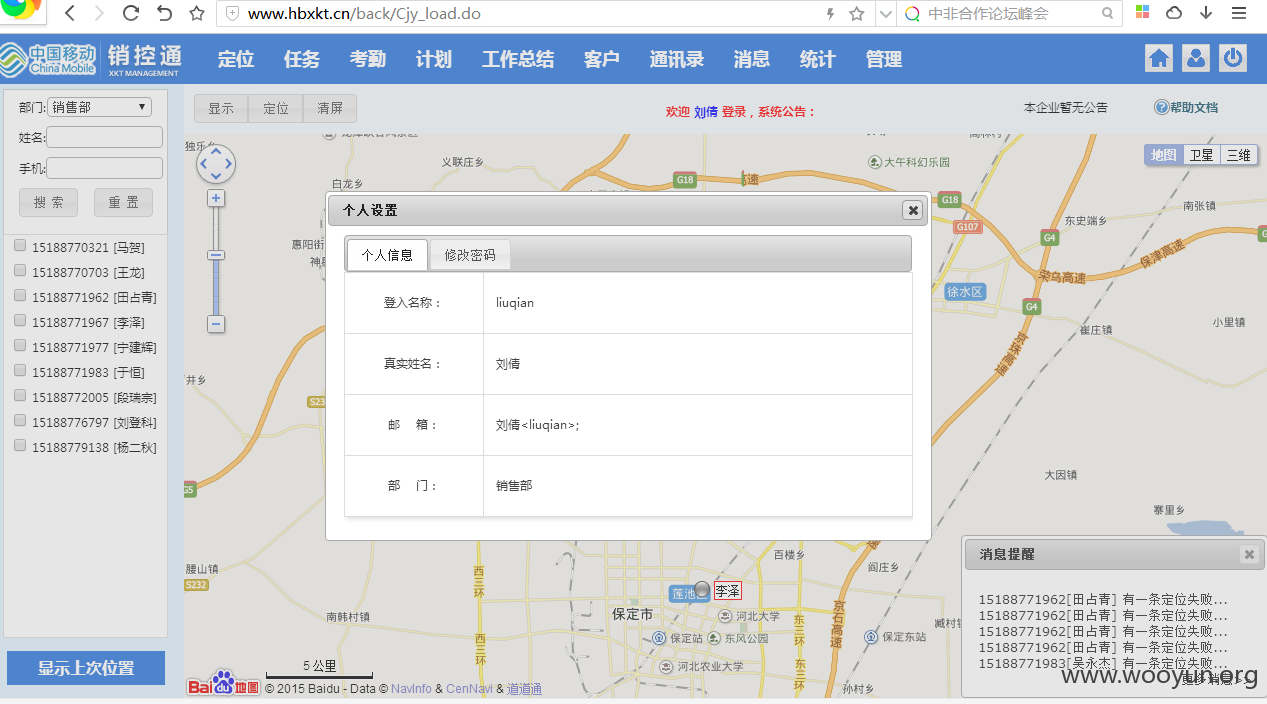 www.hbxkt.cn/back/Cjy_load.do
中非合作论坛峰会
中国移动
China Mobile
销控通
XKT MANAGEMENT
定位 任务 考勤 计划 工作总结 客户 通讯录 消息 统计 管理
部门: 销售部
姓名:
手机:
搜 索 重 置
15188770321 [马贺]
15188770703 [王龙]
15188771962 [田占青]
15188771967 [李泽]
15188771977 [宁建辉]
15188771983 [于恒]
15188772005 [段瑞宗]
15188776797 [刘登科]
15188779138 [杨二秋]
显示上次位置
显示 定位 清屏
欢迎 刘倩 登录，系统公告：
本企业暂无公告
帮助文档
地图 卫星 三维
独乐乡
义联庄乡
白龙乡
大午科幻乐园
G18
高速
G18
G107
G4
东史端乡
南张镇
保津高速
荣乌高速
徐水区
G4
崔庄镇
小里镇
京珠高速
惠阳街
井乡
大因镇
寨里乡
个人设置
个人信息 修改密码
登入名称： liuqian
真实姓名： 刘倩
邮 箱： 刘倩<liuqian>;
部 门： 销售部
腰山镇
S232
南韩村镇
西三环
西三环
百楼乡
阎庄乡
莲池区
李泽
保定市
河北大学
保定站
东风公园
东三环
东三环
京石高速
保定东站
河北农业大学
孙村乡
5 公里
Baidu地图
© 2015 Baidu - Data © NavInfo & CenNavi & 道道通
消息提醒
15188771962[田占青] 有一条定位失败...
15188771962[田占青] 有一条定位失败...
15188771962[田占青] 有一条定位失败...
15188771962[田占青] 有一条定位失败...
15188771983[吴永杰] 有一条定位失败...
更多消息>>
www.wooyun.org